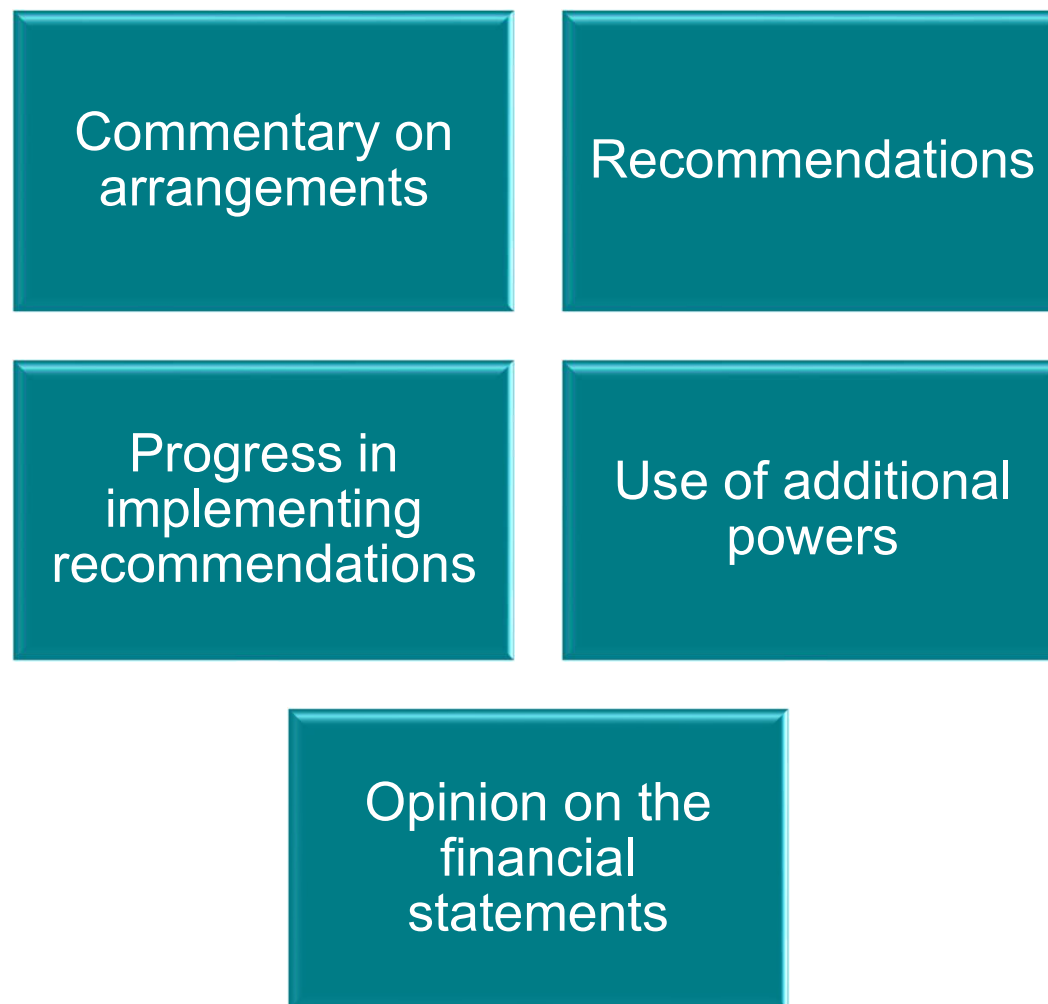 Commentary on
arrangements
Recommendations
Progress in
implementing
recommendations
Use of additional
powers
Opinion on the
financial
statements